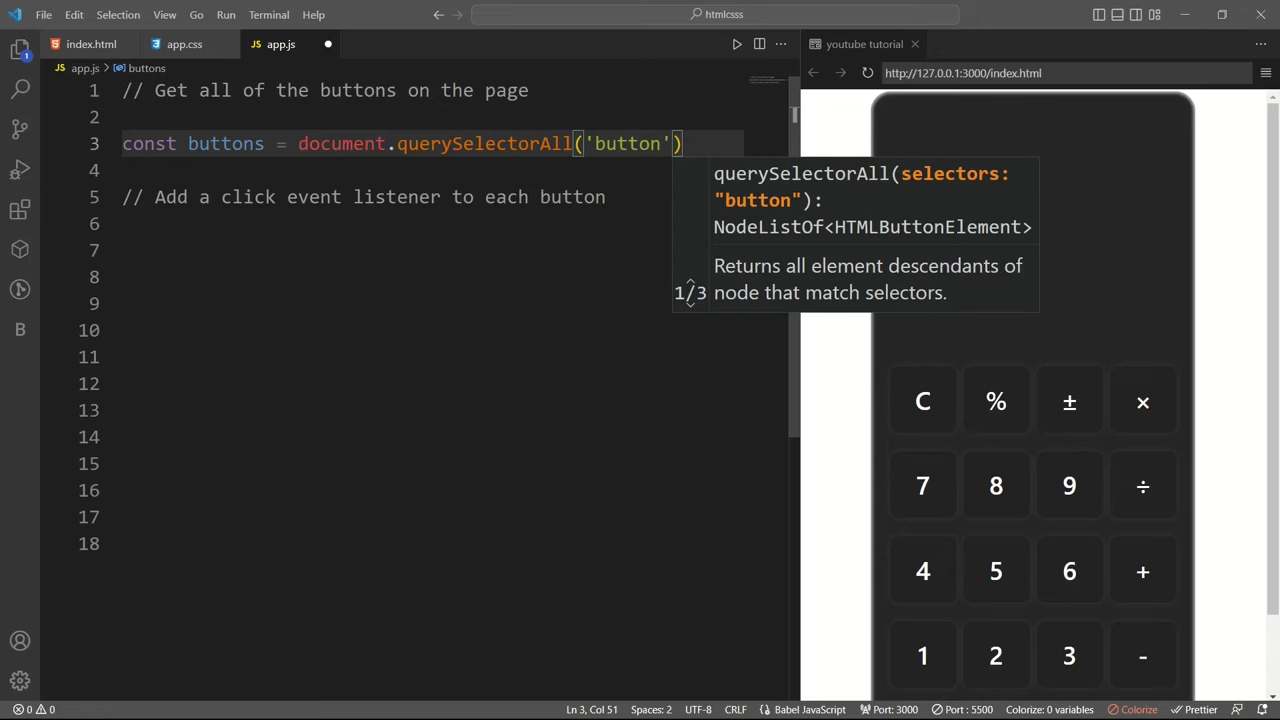 File Edit Selection View Go Run Terminal Help
htmlcsss
index.html app.css app.js
app.js > buttons
1 // Get all of the buttons on the page
2
3 const buttons = document.querySelectorAll('button')
4
5 // Add a click event listener to each button
6
7
8
9
10
11
12
13
14
15
16
17
18
querySelectorAll(selectors:
"button"):
NodeListOf<HTMLButtonElement>
Returns all element descendants of
1/3 node that match selectors.
1
B
youtube tutorial
http://127.0.0.1:3000/index.html
C % ± ×
7 8 9 ÷
4 5 6 +
1 2 3 -
0 0 Ln 3, Col 51 Spaces: 2 UTF-8 CRLF Babel JavaScript Port: 3000 Port : 5500 Colorize: 0 variables Colorize Prettier